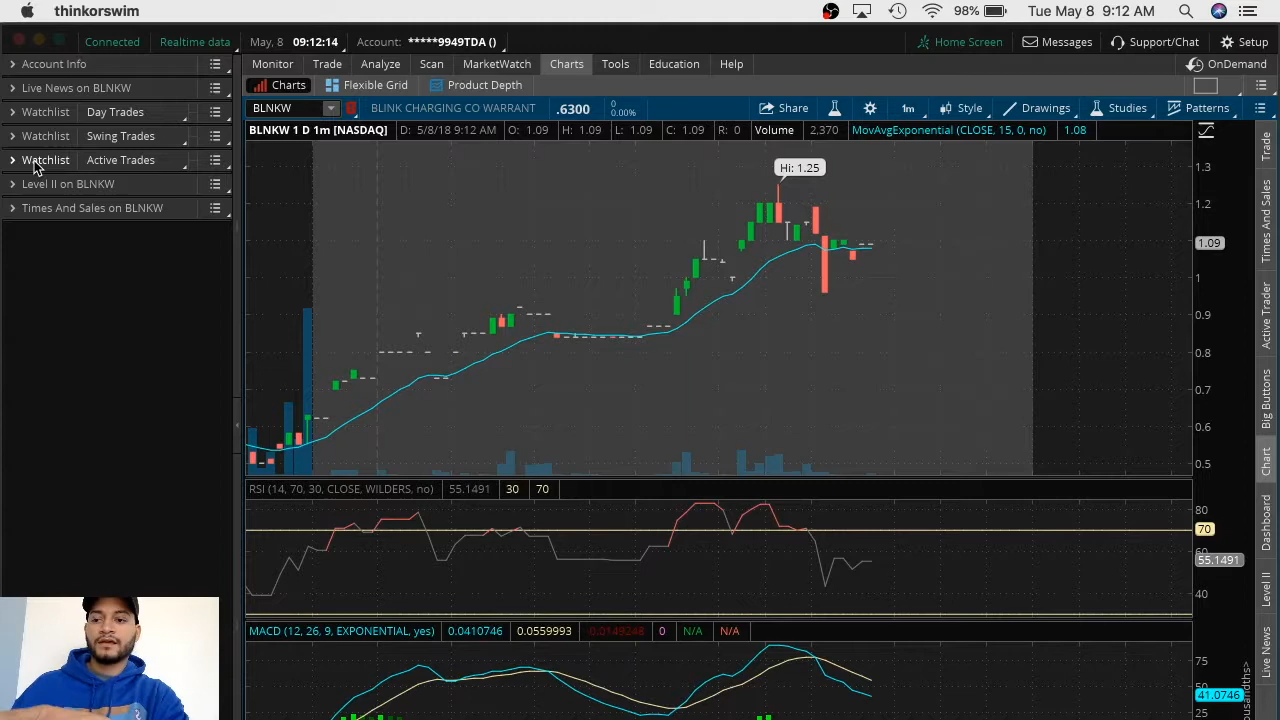 thinkorswim
98%
Tue May 8 9:12 AM
Connected
Realtime data
May, 8 09:12:14
Account: *****9949TDA ()
Home Screen
Messages
Support/Chat
Setup
Account Info
Live News on BLNKW
Watchlist Day Trades
Watchlist Swing Trades
Watchlist Active Trades
Level II on BLNKW
Times And Sales on BLNKW
Monitor Trade Analyze Scan MarketWatch Charts Tools Education Help
OnDemand
Charts Flexible Grid Product Depth
BLNKW BLINK CHARGING CO WARRANT .6300 0.00% Share 1m Style Drawings Studies Patterns
BLNKW 1 D 1m [NASDAQ] D: 5/8/18 9:12 AM O: 1.09 H: 1.09 L: 1.09 C: 1.09 R: 0 Volume 2,370 MovAvgExponential (CLOSE, 15, 0, no) 1.08
Hi: 1.25
1.3
1.2
1.09
1
0.9
0.8
0.7
0.6
0.5
RSI (14, 70, 30, CLOSE, WILDERS, no) 55.1491 30 70
80
70
60
55.1491
40
MACD (12, 26, 9, EXPONENTIAL, yes) 0.0410746 0.0559993 -0.0149248 0 N/A N/A
75
50
41.0746
25
Trade
Times And Sales
Active Trader
Big Buttons
Chart
Dashboard
Level II
Live News